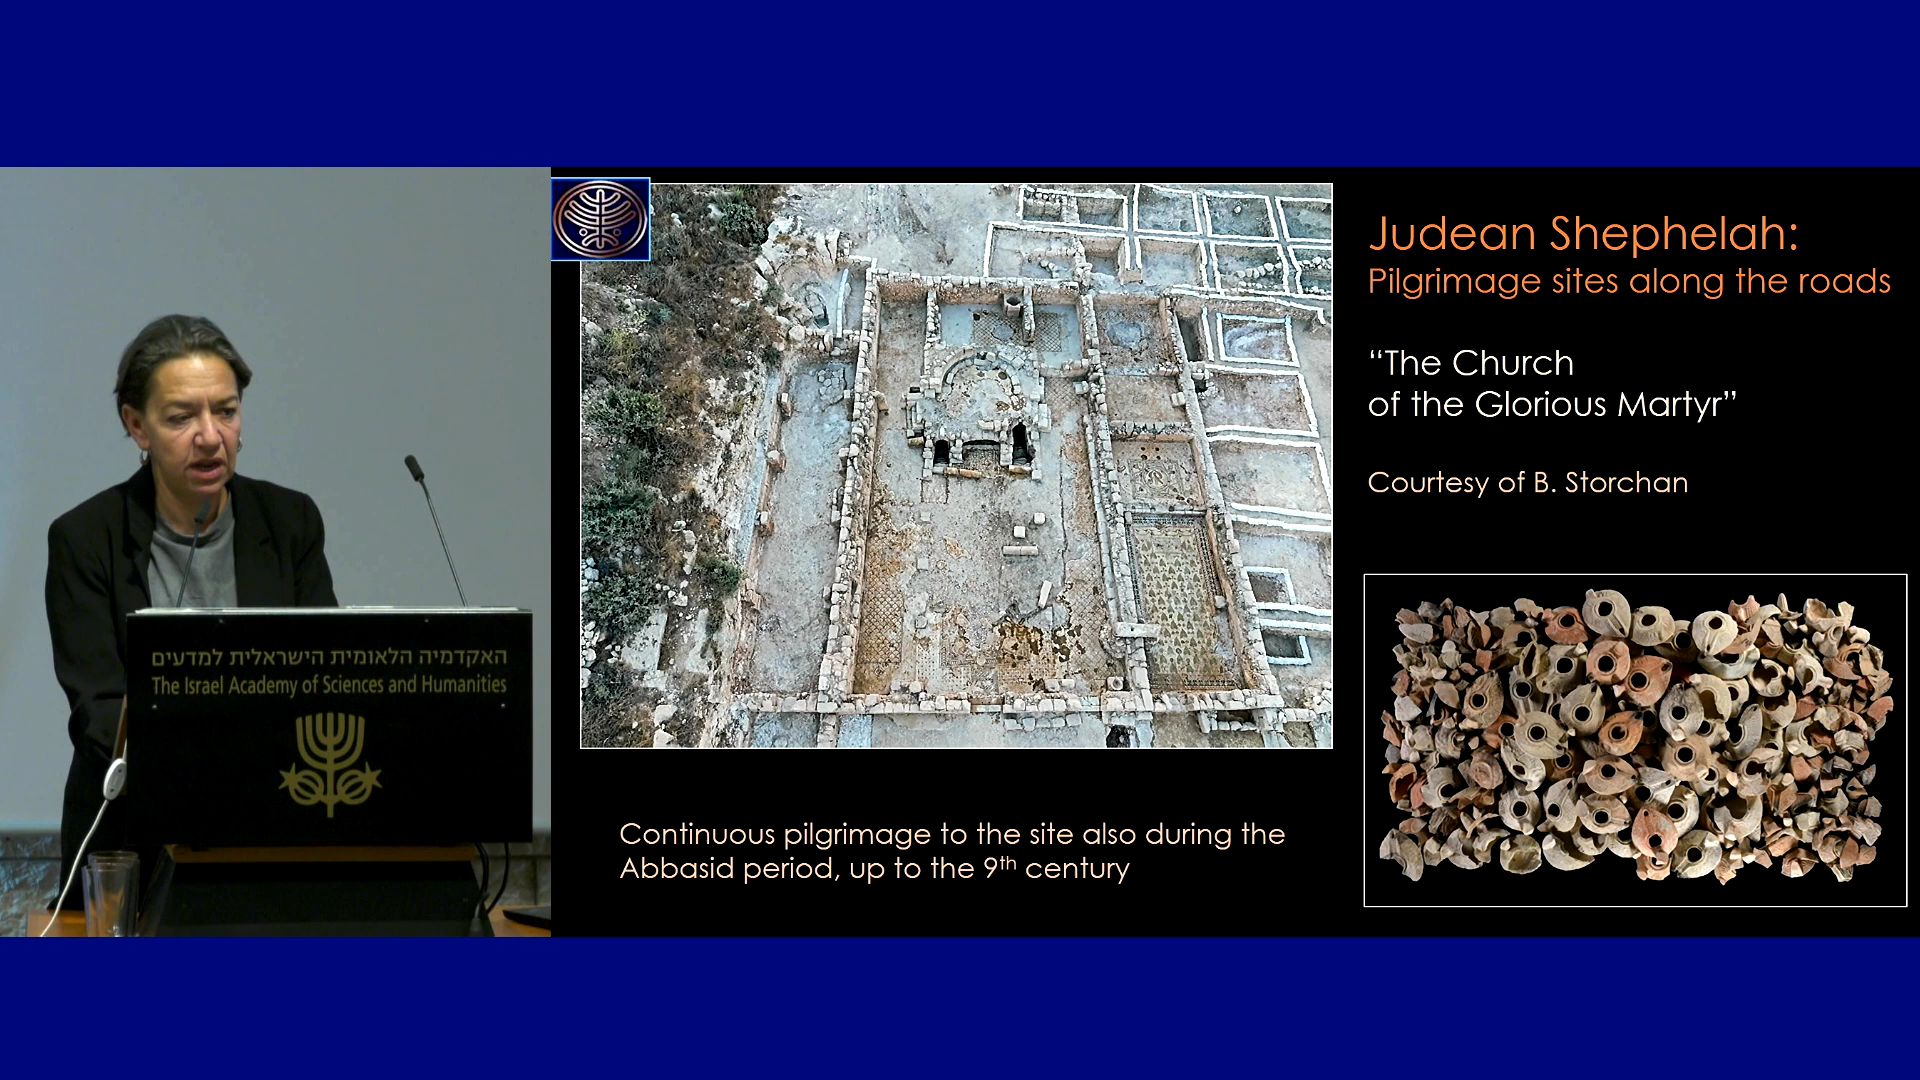 האקדמיה הלאומית הישראלית למדעים
The Israel Academy of Sciences and Humanities
Judean Shephelah:
Pilgrimage sites along the roads
“The Church
of the Glorious Martyr”
Courtesy of B. Storchan
Continuous pilgrimage to the site also during the
Abbasid period, up to the 9th century